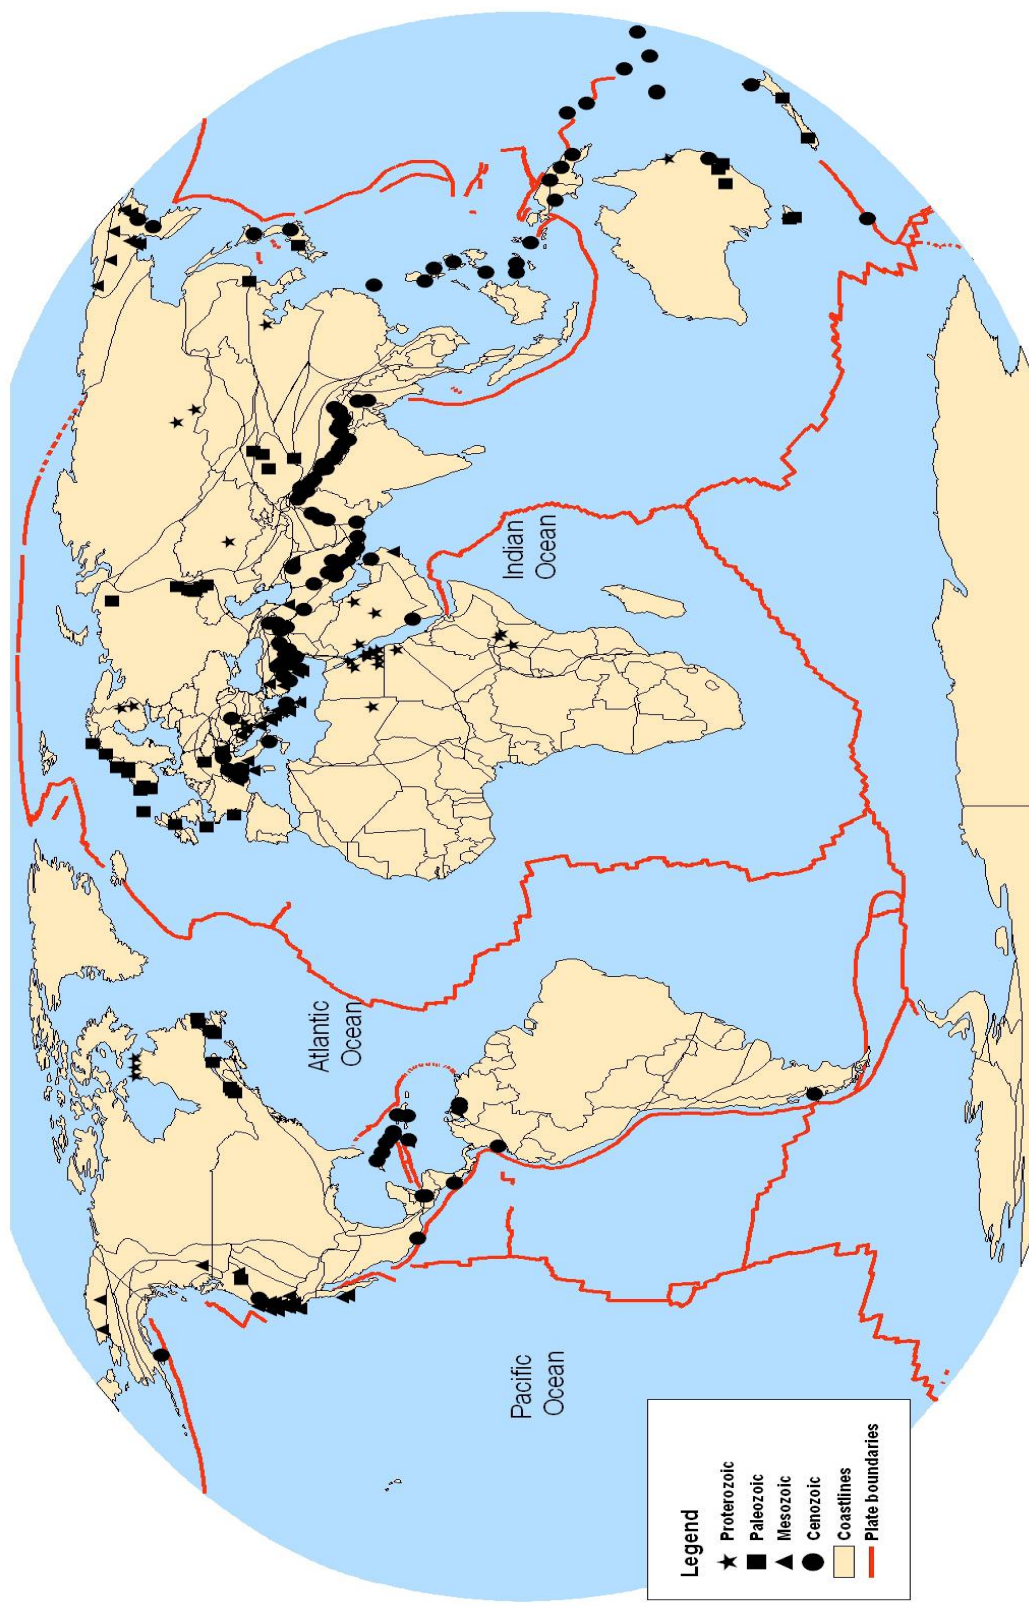 Pacific
Ocean
Atlantic
Ocean
Indian
Ocean
Legend
Proterozoic
Paleozoic
Mesozoic
Cenozoic
Coastlines
Plate boundaries